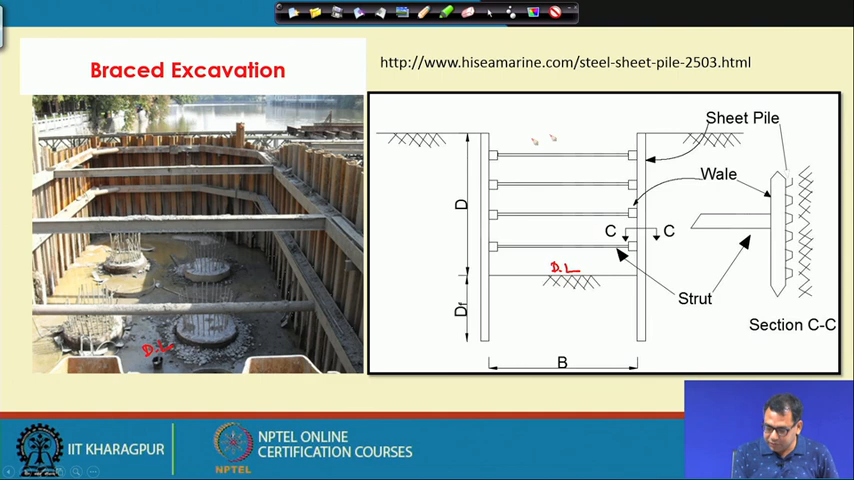 Braced Excavation
http://www.hiseamarine.com/steel-sheet-pile-2503.html
Sheet Pile
Wale
D
C
C
D.L
Strut
Df
Section C-C
B
D.L
IIT KHARAGPUR
NPTEL
NPTEL ONLINE
CERTIFICATION COURSES